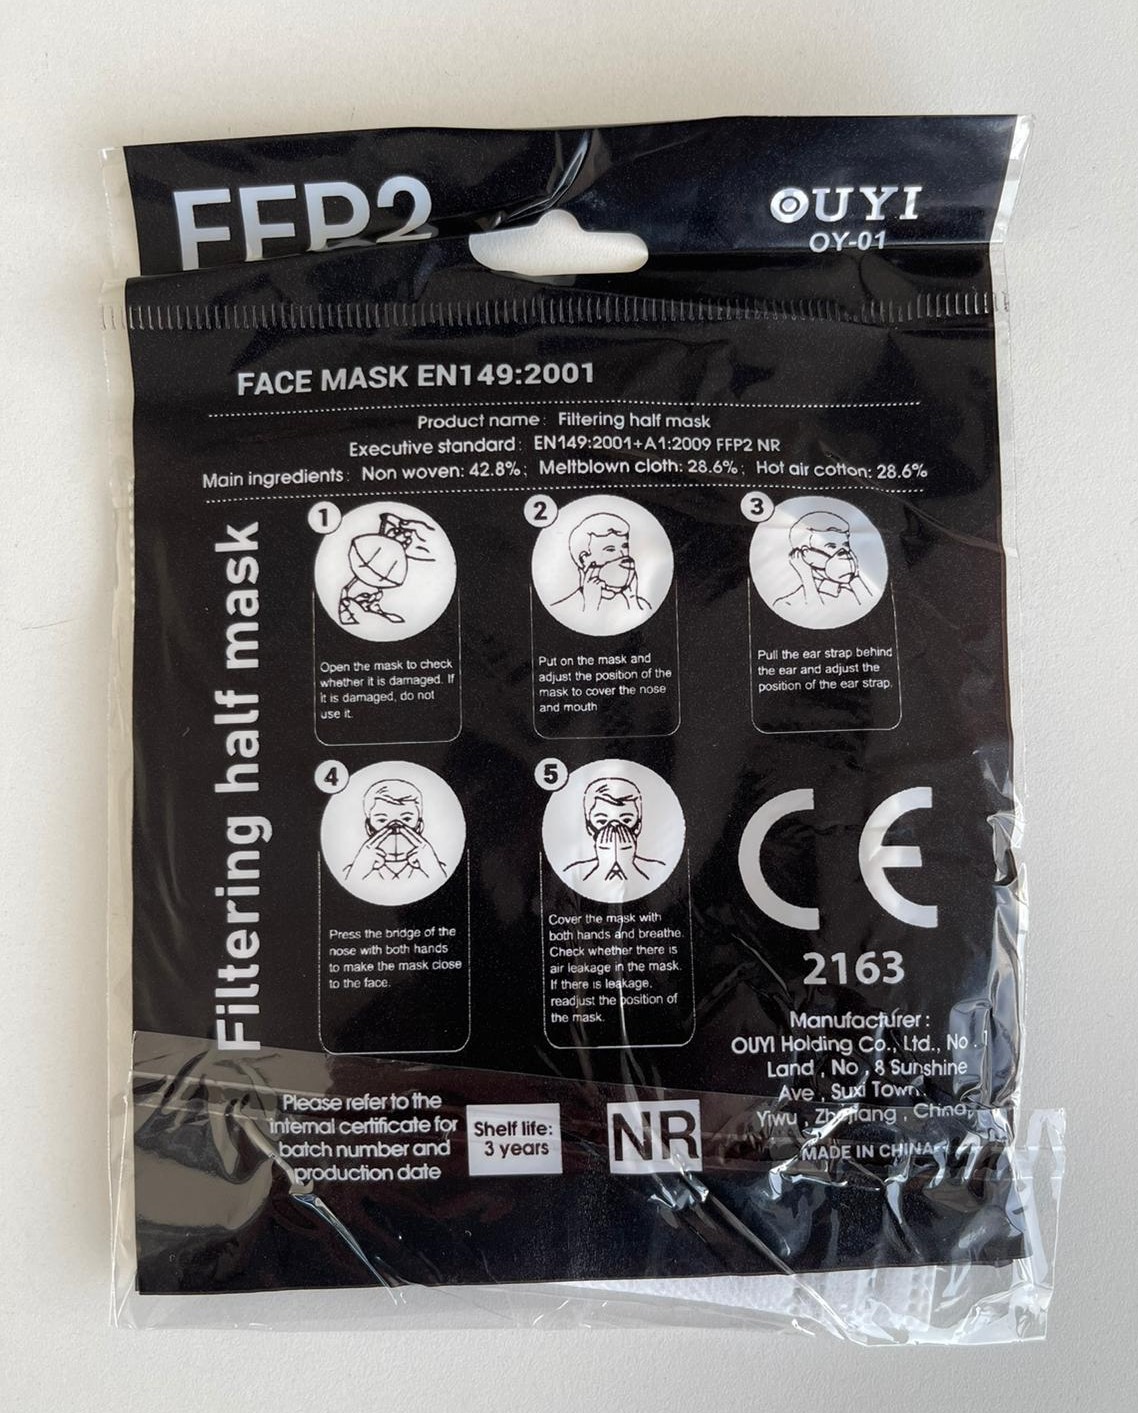 FFP2
OUYI
OY-01
FACE MASK EN149:2001
Product name: Filtering half mask
Executive standard: EN149:2001+A1:2009 FFP2 NR
Main ingredients: Non woven: 42.8%; Meltblown cloth: 28.6%; Hot air cotton: 28.6%
Filtering half mask
1
Open the mask to check
whether it is damaged. If
it is damaged, do not
use it.
2
Put on the mask and
adjust the position of the
mask to cover the nose
and mouth
3
Pull the ear strap behind
the ear and adjust the
position of the ear strap.
4
Press the bridge of the
nose with both hands
to make the mask close
to the face.
5
Cover the mask with
both hands and breathe.
Check whether there is
air leakage in the mask.
If there is leakage,
readjust the position of
the mask.
CE
2163
Manufacturer:
OUYI Holding Co., Ltd., No.
Land, No, 8 Sunshine
Ave, Suxi Town,
Yiwu, Zhejiang, China,
MADE IN CHINA
Please refer to the
internal certificate for
batch number and
production date
Shelf life:
3 years
NR